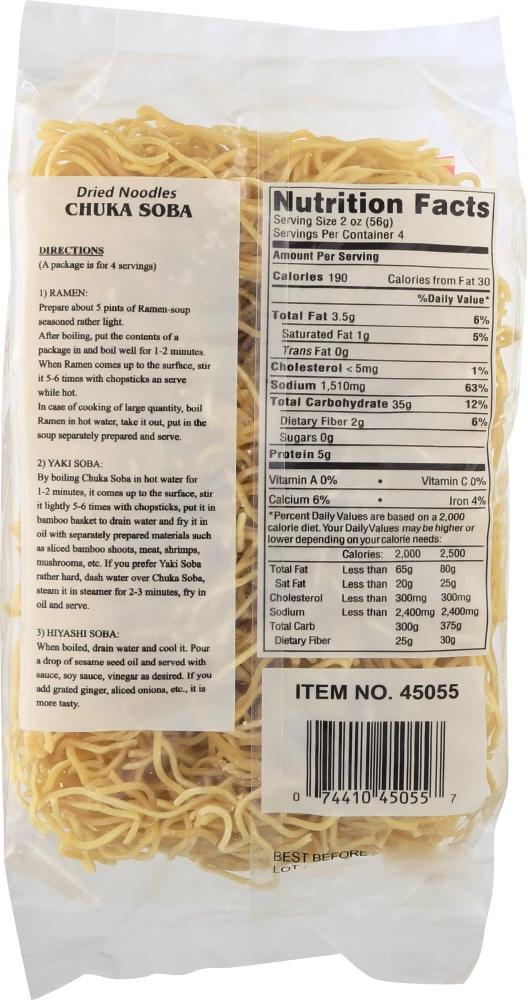 Dried Noodles
CHUKA SOBA
DIRECTIONS
(A package is for 4 servings)
1) RAMEN:
Prepare about 5 pints of Ramen-soup
seasoned rather light.
After boiling, put the contents of a
package in and boil well for 1-2 minutes.
When Ramen comes up to the surface, stir
it 5-6 times with chopsticks an serve
while hot.
In case of cooking of large quantity, boil
Ramen in hot water, take it out, put in the
soup separately prepared and serve.
2) YAKI SOBA:
By boiling Chuka Soba in hot water for
1-2 minutes, it comes up to the surface, stir
it lightly 5-6 times with chopsticks, put it in
bamboo basket to drain water and fry it in
oil with separately prepared materials such
as sliced bamboo shoots, meat, shrimps,
mushrooms, etc. If you prefer Yaki Soba
rather hard, dash water over Chuka Soba,
steam it in steamer for 2-3 minutes, fry in
oil and serve.
3) HIYASHI SOBA:
When boiled, drain water and cool it. Pour
a drop of sesame seed oil and served with
sauce, soy sauce, vinegar as desired. If you
add grated ginger, sliced onions, etc., it is
more tasty.
Nutrition Facts
Serving Size 2 oz (56g)
Servings Per Container 4
Amount Per Serving
Calories 190 Calories from Fat 30
%Daily Value*
Total Fat 3.5g 6%
Saturated Fat 1g 5%
Trans Fat 0g
Cholesterol <5mg 1%
Sodium 1,510mg 63%
Total Carbohydrate 35g 12%
Dietary Fiber 2g 6%
Sugars 0g
Protein 5g
Vitamin A 0% • Vitamin C 0%
Calcium 6% • Iron 4%
*Percent Daily Values are based on a 2,000
calorie diet. Your Daily Values may be higher or
lower depending on your calorie needs:
Calories: 2,000 2,500
Total Fat Less than 65g 80g
Sat Fat Less than 20g 25g
Cholesterol Less than 300mg 300mg
Sodium Less than 2,400mg 2,400mg
Total Carb 300g 375g
Dietary Fiber 25g 30g
ITEM NO. 45055
0 74410 45055 7
BEST BEFORE
LOT :